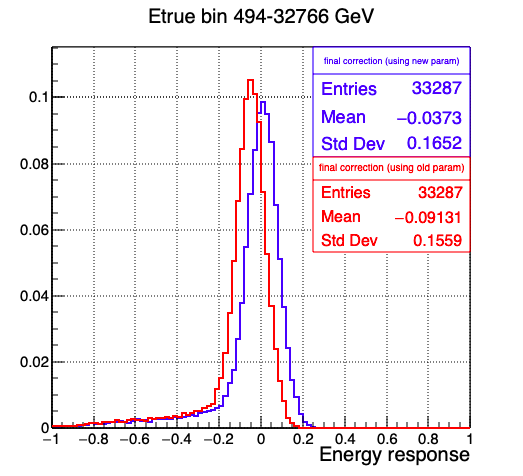 Etrue bin 494-32766 GeV
final correction (using new param)
Entries 33287
Mean −0.0373
Std Dev 0.1652
final correction (using old param)
Entries 33287
Mean −0.09131
Std Dev 0.1559
0.1
0.08
0.06
0.04
0.02
0
−1 −0.8 −0.6 −0.4 −0.2 0 0.2 0.4 0.6 0.8 1
Energy response